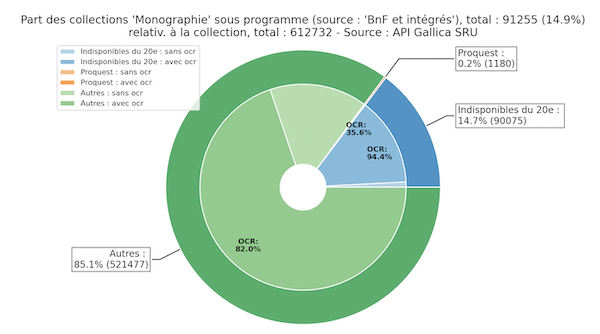 Part des collections 'Monographie' sous programme (source : 'BnF et intégrés'), total : 91255 (14.9%)
relativ. à la collection, total : 612732 - Source : API Gallica SRU
Indisponibles du 20e : sans ocr
Indisponibles du 20e : avec ocr
Proquest : sans ocr
Proquest : avec ocr
Autres : sans ocr
Autres : avec ocr
Proquest :
0.2% (1180)
Indisponibles du 20e :
14.7% (90075)
OCR:
35.6%
OCR:
94.4%
OCR:
82.0%
Autres :
85.1% (521477)